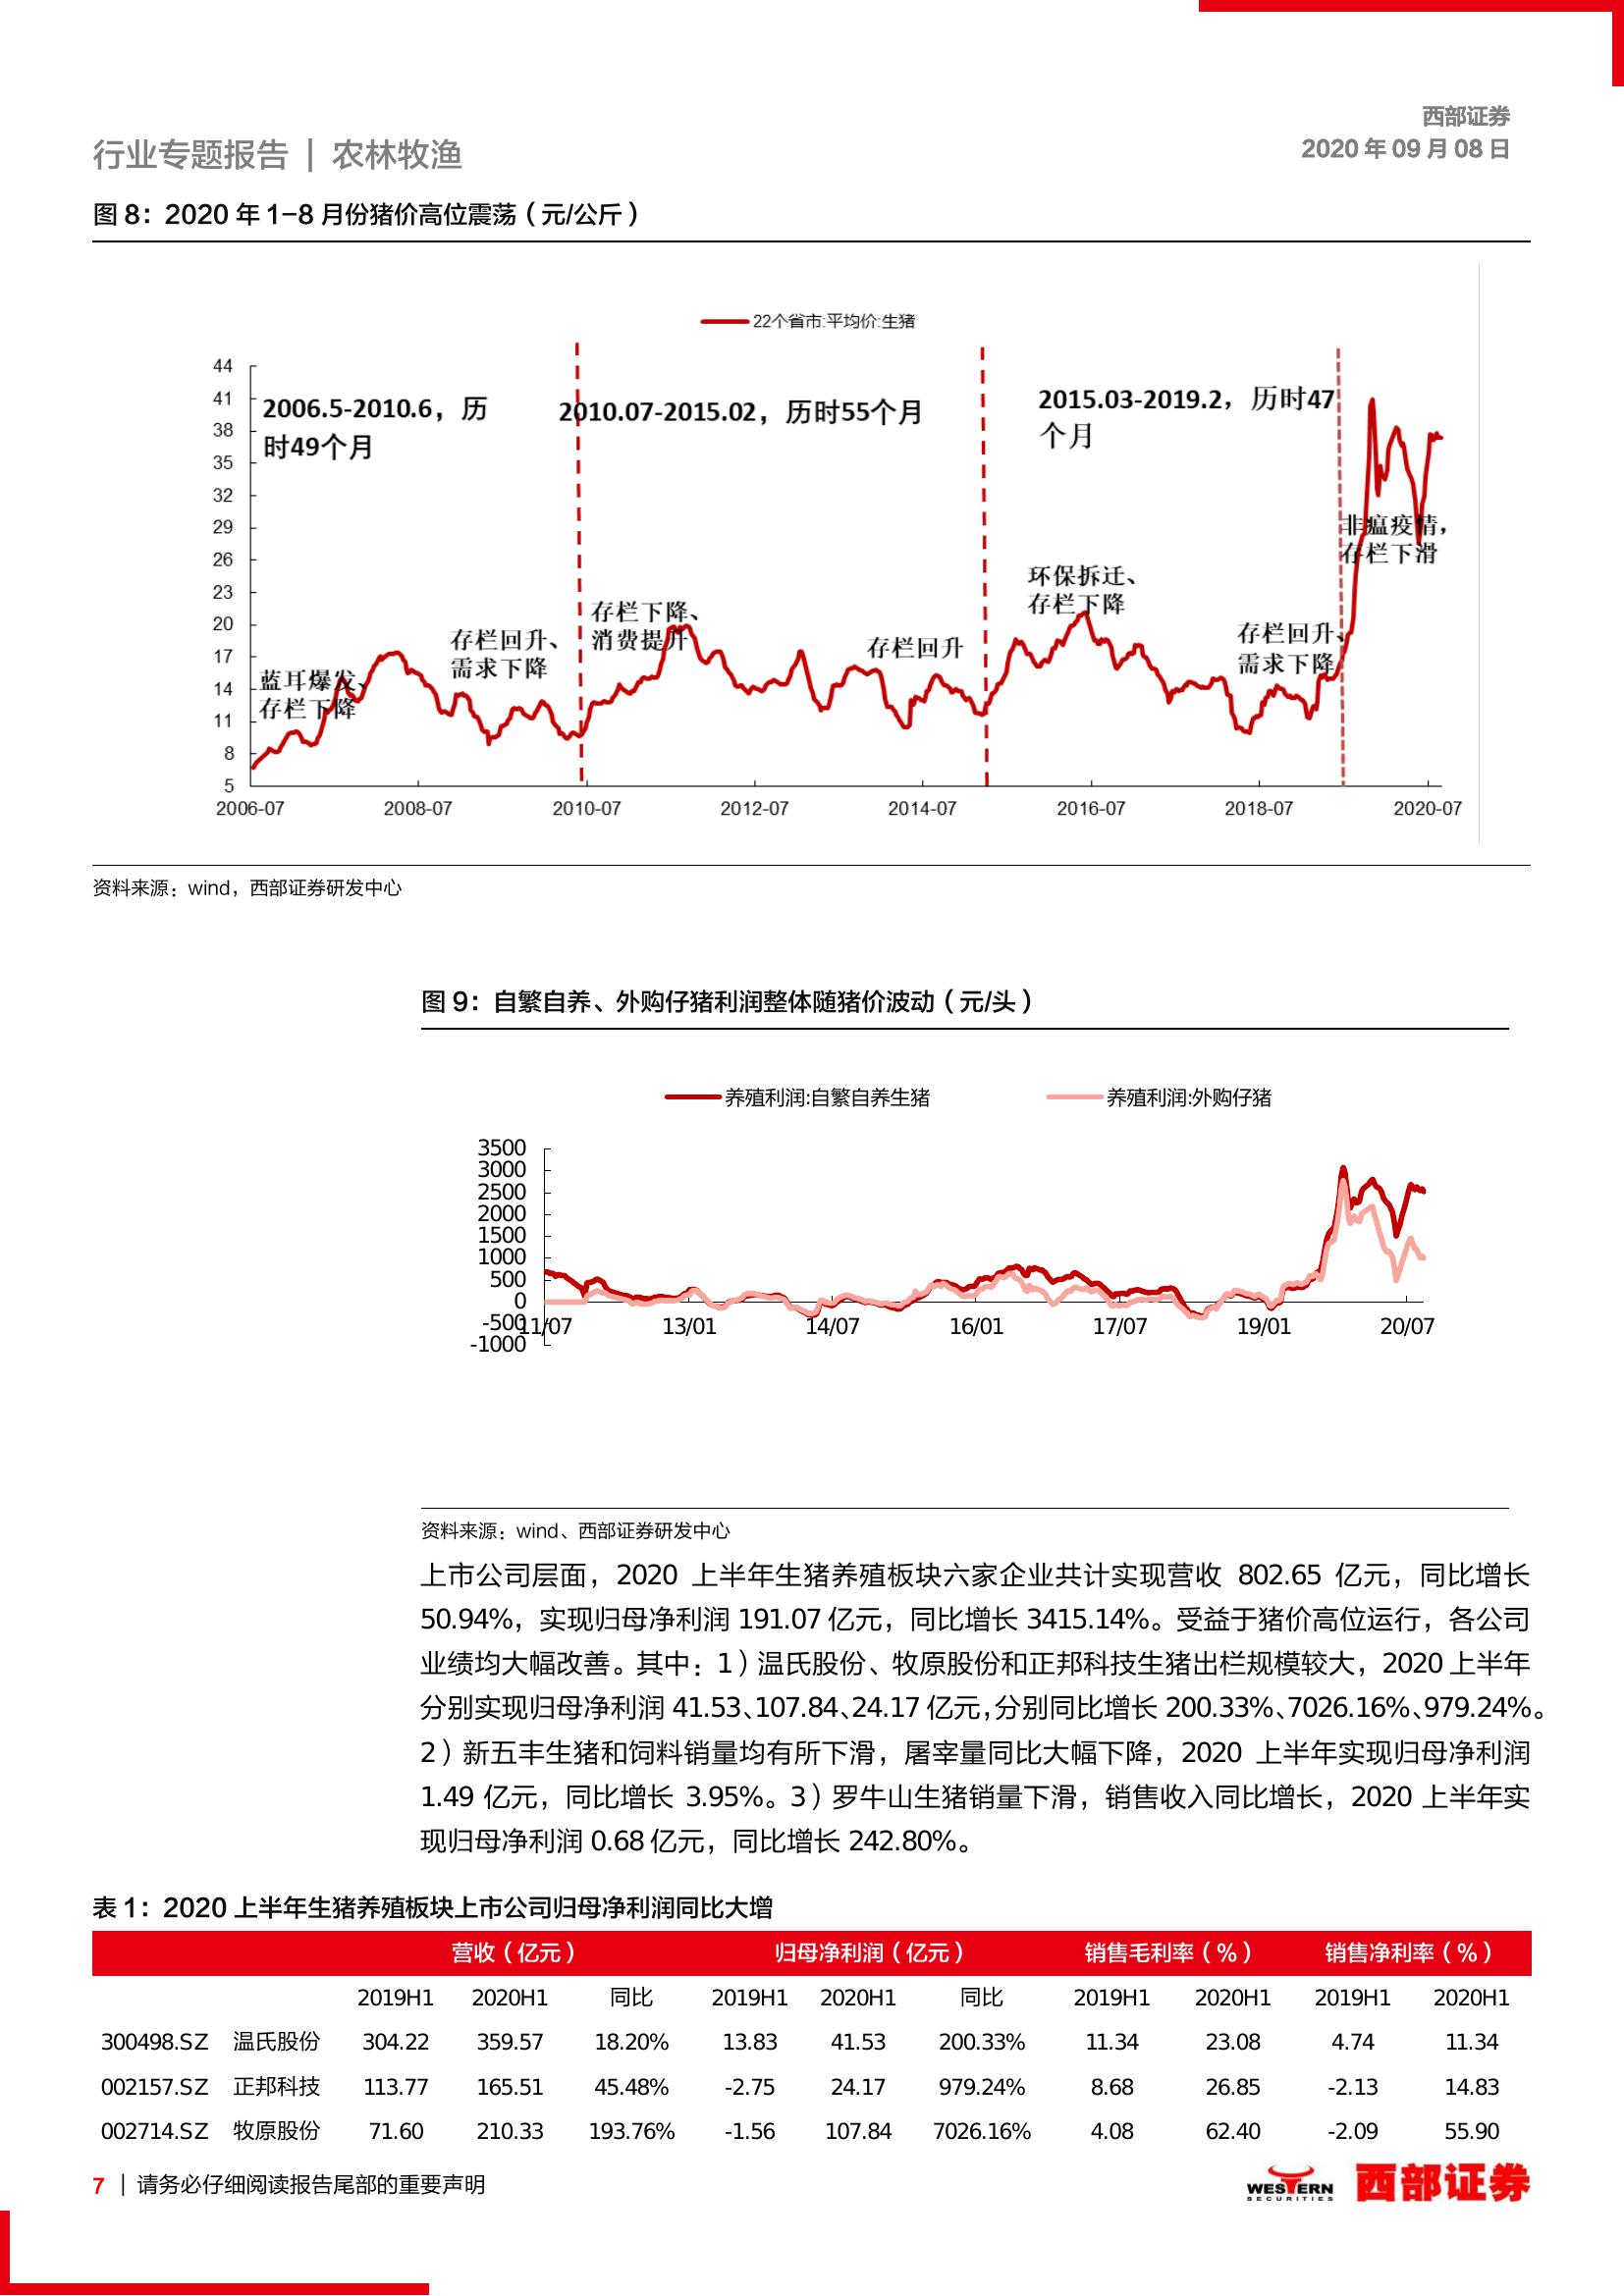 西部证券
2020 年 09 月 08 日
行业专题报告 | 农林牧渔
图 8：2020 年 1-8 月份猪价高位震荡（元/公斤）
22个省市:平均价:生猪
44
41
38
35
32
29
26
23
20
17
14
11
8
5
2006.5-2010.6，历
时49个月
2010.07-2015.02，历时55个月
2015.03-2019.2，历时47
个月
蓝耳爆发、
存栏下降
存栏回升、
需求下降
存栏下降、
消费提升
存栏回升
环保拆迁、
存栏下降
存栏回升、
需求下降
非瘟疫情，
存栏下滑
2006-07 2008-07 2010-07 2012-07 2014-07 2016-07 2018-07 2020-07
资料来源：wind，西部证券研发中心
图 9：自繁自养、外购仔猪利润整体随猪价波动（元/头）
养殖利润:自繁自养生猪 养殖利润:外购仔猪
3500
3000
2500
2000
1500
1000
500
0
-500
-1000
11/07 13/01 14/07 16/01 17/07 19/01 20/07
资料来源：wind、西部证券研发中心
上市公司层面，2020 上半年生猪养殖板块六家企业共计实现营收 802.65 亿元，同比增长
50.94%，实现归母净利润 191.07 亿元，同比增长 3415.14%。受益于猪价高位运行，各公司
业绩均大幅改善。其中：1）温氏股份、牧原股份和正邦科技生猪出栏规模较大，2020 上半年
分别实现归母净利润 41.53、107.84、24.17 亿元，分别同比增长 200.33%、7026.16%、979.24%。
2）新五丰生猪和饲料销量均有所下滑，屠宰量同比大幅下降，2020 上半年实现归母净利润
1.49 亿元，同比增长 3.95%。3）罗牛山生猪销量下滑，销售收入同比增长，2020 上半年实
现归母净利润 0.68 亿元，同比增长 242.80%。
表 1：2020 上半年生猪养殖板块上市公司归母净利润同比大增
营收（亿元） 归母净利润（亿元） 销售毛利率（%） 销售净利率（%）
2019H1 2020H1 同比 2019H1 2020H1 同比 2019H1 2020H1 2019H1 2020H1
300498.SZ 温氏股份 304.22 359.57 18.20% 13.83 41.53 200.33% 11.34 23.08 4.74 11.34
002157.SZ 正邦科技 113.77 165.51 45.48% -2.75 24.17 979.24% 8.68 26.85 -2.13 14.83
002714.SZ 牧原股份 71.60 210.33 193.76% -1.56 107.84 7026.16% 4.08 62.40 -2.09 55.90
7 | 请务必仔细阅读报告尾部的重要声明
WESTERN
SECURITIES
西部证券